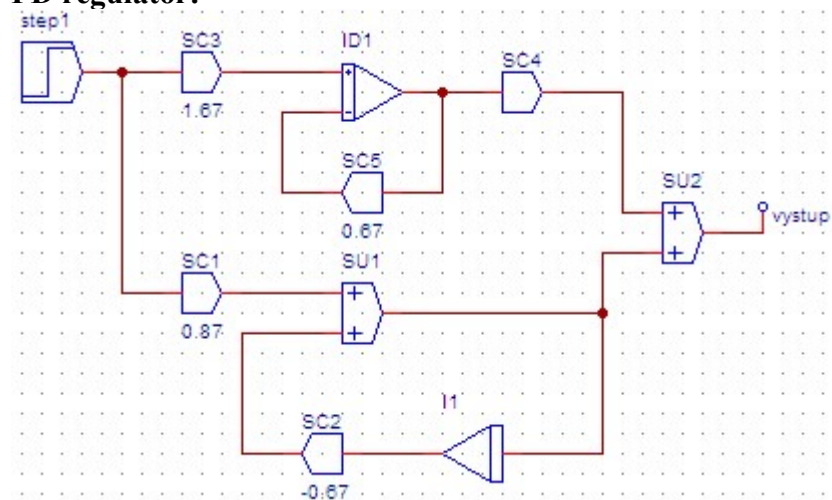 PD regulator:
step1
SC3
ID1
SC4
1.67
SC5
SU2
vystup
0.67
SC1
SU1
0.87
I1
SC2
-0.67